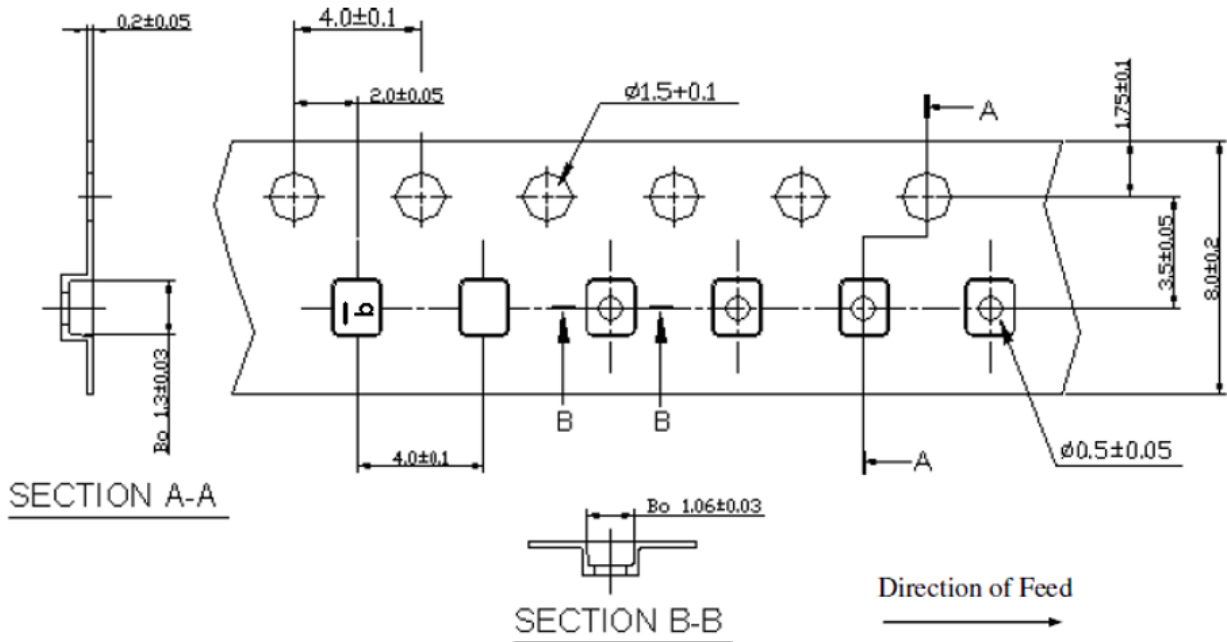 0.2±0.05
4.0±0.1
2.0±0.05
ϕ1.5+0.1
A
1.75±0.1
3.5±0.05
8.0±0.2
b
Bo 1.3±0.03
B
B
4.0±0.1
A
ϕ0.5±0.05
SECTION A-A
Bo 1.06±0.03
SECTION B-B
Direction of Feed